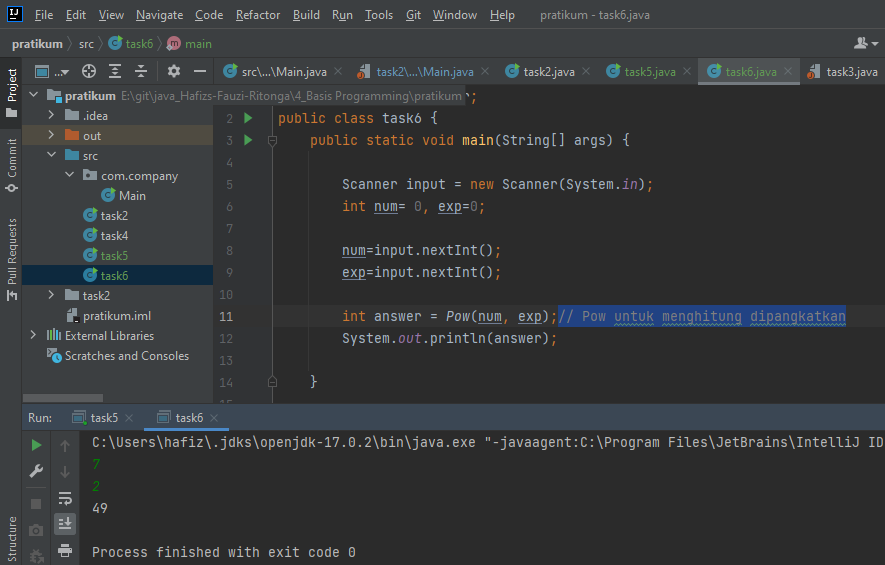 File Edit View Navigate Code Refactor Build Run Tools Git Window Help pratikum - task6.java
pratikum src task6 main
Project
Commit
Pull Requests
Structure
...
src\...\Main.java task2\...\Main.java task2.java task5.java task6.java task3.java
pratikum E:\git\java_Hafizs-Fauzi-Ritonga\4_Basis Programming\pratikum
.idea
out
src
com.company
Main
task2
task4
task5
task6
task2
pratikum.iml
External Libraries
Scratches and Consoles
;
2 public class task6 {
3 public static void main(String[] args) {
4
5 Scanner input = new Scanner(System.in);
6 int num= 0, exp=0;
7
8 num=input.nextInt();
9 exp=input.nextInt();
10
11 int answer = Pow(num, exp);// Pow untuk menghitung dipangkatkan
12 System.out.println(answer);
13
14 }
Run: task5 task6
C:\Users\hafiz\.jdks\openjdk-17.0.2\bin\java.exe "-javaagent:C:\Program Files\JetBrains\IntelliJ ID
7
2
49
Process finished with exit code 0